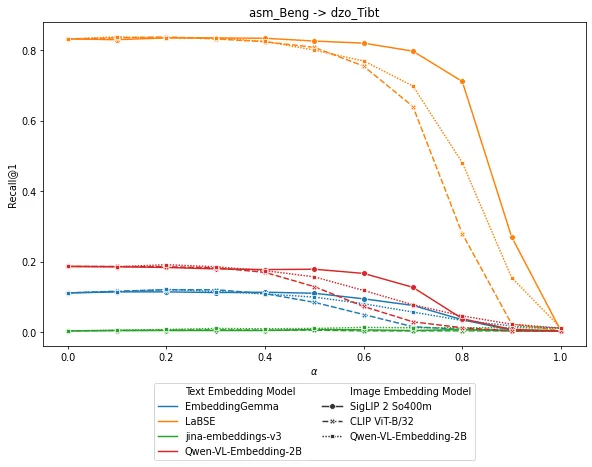 asm_Beng -> dzo_Tibt
Recall@1
0.8
0.6
0.4
0.2
0.0
0.0 0.2 0.4 0.6 0.8 1.0
α
Text Embedding Model
EmbeddingGemma
LaBSE
jina-embeddings-v3
Qwen-VL-Embedding-2B
Image Embedding Model
SigLIP 2 So400m
CLIP ViT-B/32
Qwen-VL-Embedding-2B